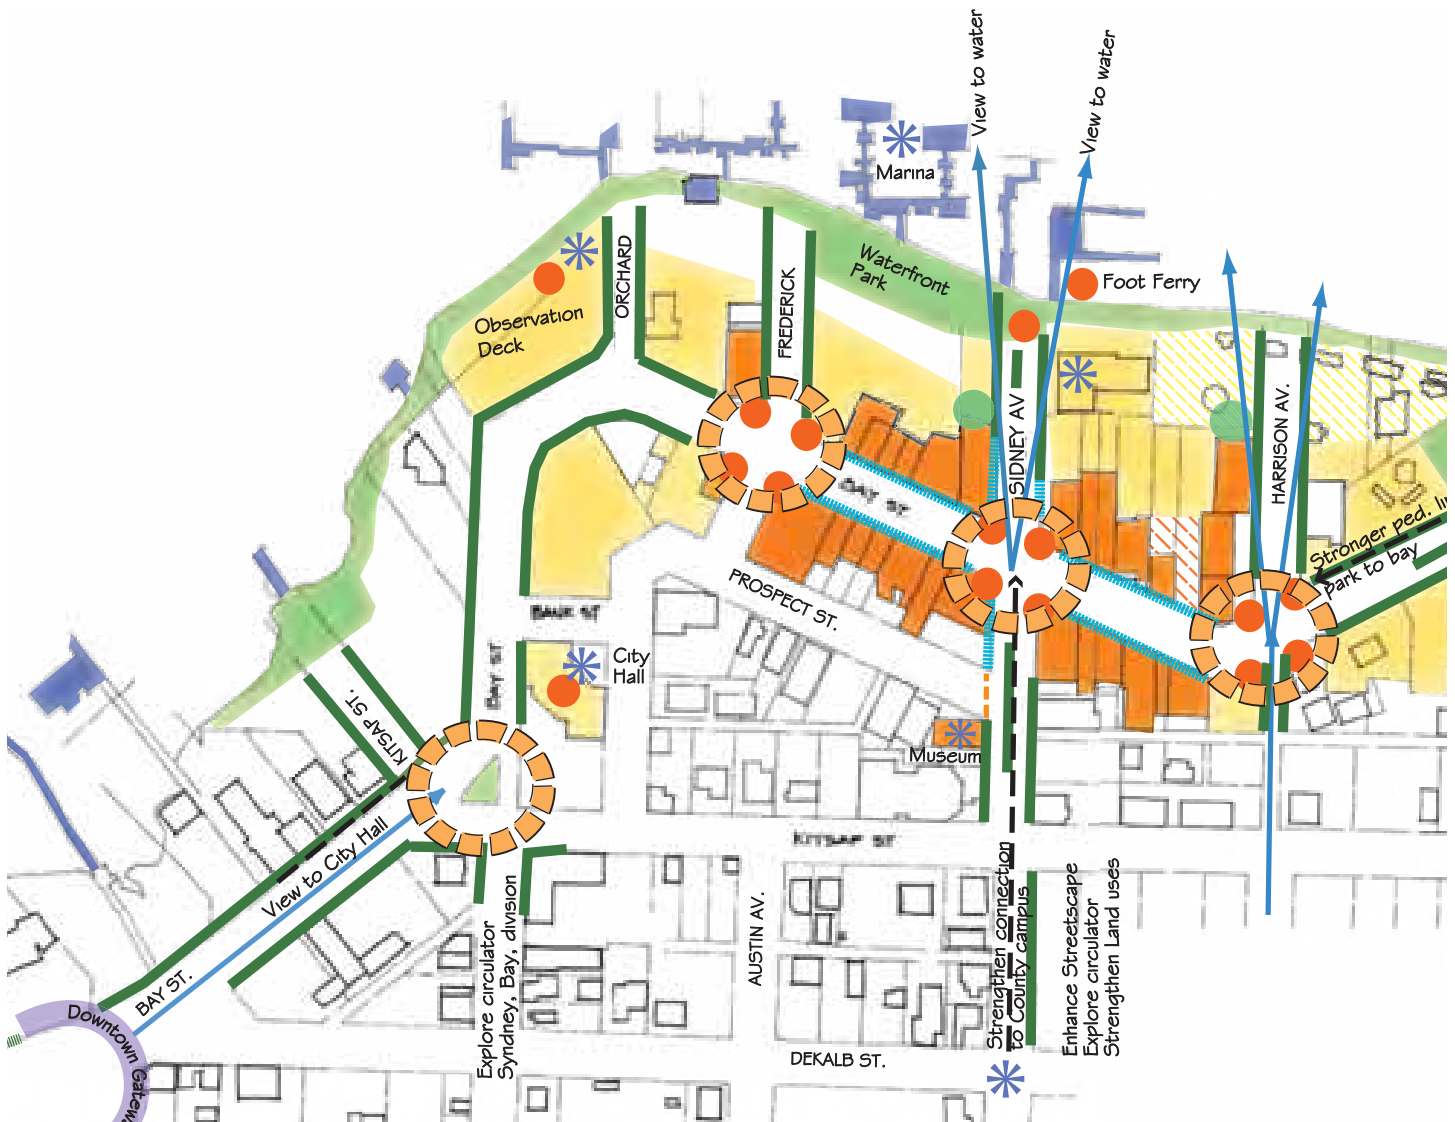 View to water
View to water
Marina
Waterfront
Park
Foot Ferry
ORCHARD
FREDERICK
Observation
Deck
SIDNEY AV
HARRISON AV.
BAY ST
Stronger ped.
park to bay
PROSPECT ST.
BANK ST
BAY ST
City
Hall
KITSAP ST.
Museum
KITSAP ST
View to City Hall
BAY ST.
Downtown
Explore circulator
Syndney, Bay, division
AUSTIN AV.
Strengthen connection
to County campus
Enhance Streetscape
Explore circulator
Strengthen Land uses
DEKALB ST.